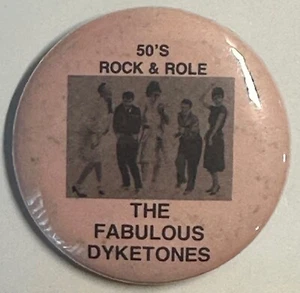 50'S
ROCK & ROLE
THE
FABULOUS
DYKETONES